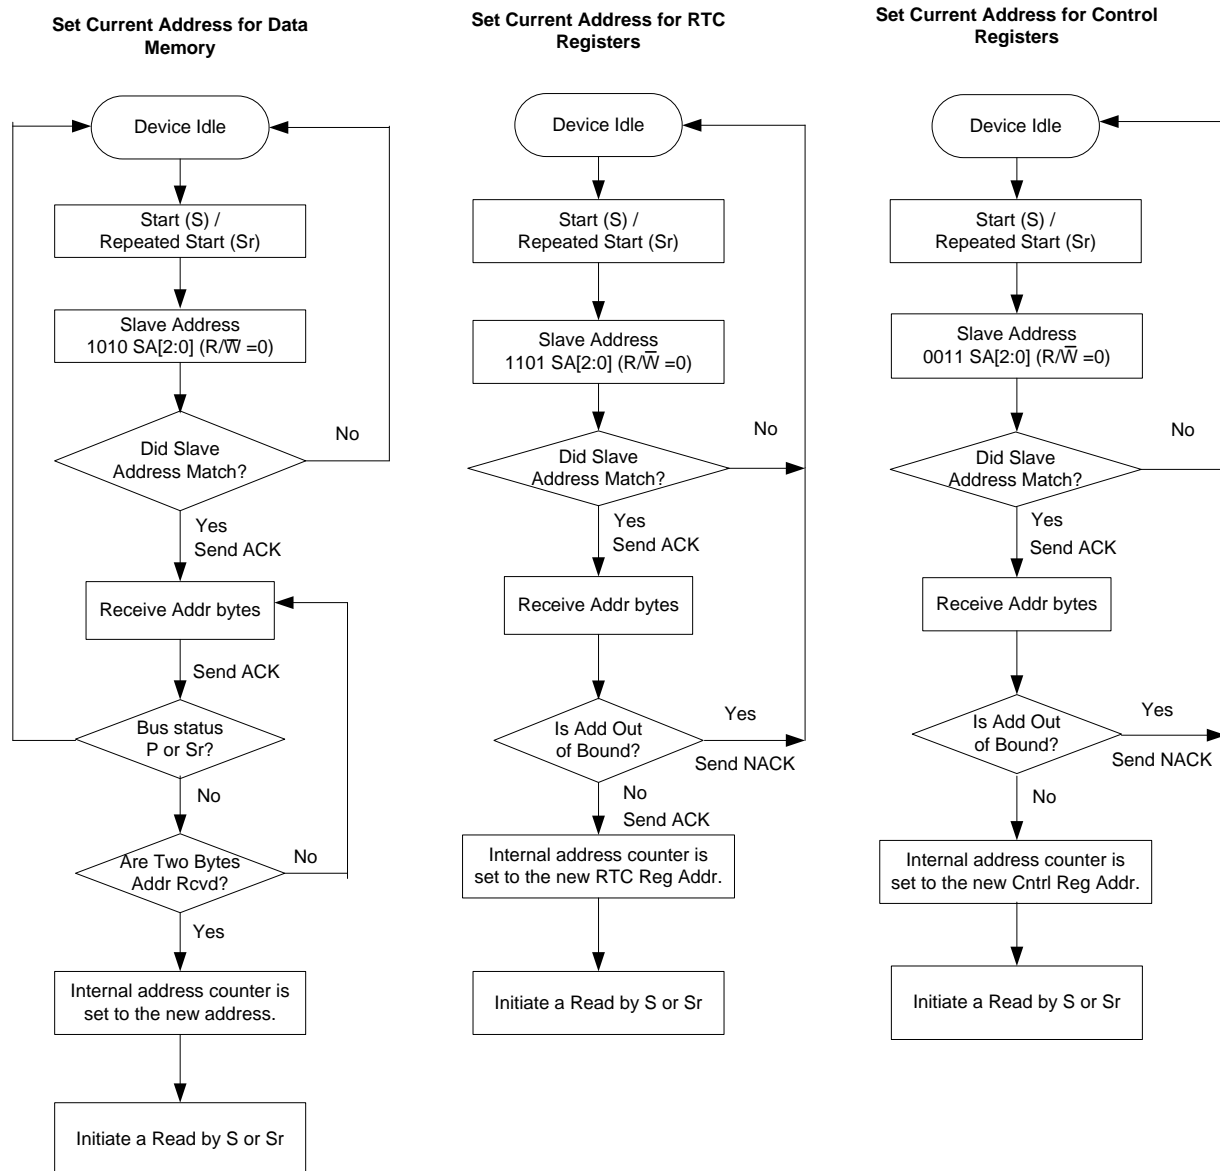 Set Current Address for Data
Memory
Device Idle
Start (S) /
Repeated Start (Sr)
Slave Address
1010 SA[2:0] (R/W̅ =0)
Did Slave
Address Match?
No
Yes
Send ACK
Receive Addr bytes
Send ACK
Bus status
P or Sr?
No
Are Two Bytes
Addr Rcvd?
No
Yes
Internal address counter is
set to the new address.
Initiate a Read by S or Sr
Set Current Address for RTC
Registers
Device Idle
Start (S) /
Repeated Start (Sr)
Slave Address
1101 SA[2:0] (R/W̅ =0)
Did Slave
Address Match?
No
Yes
Send ACK
Receive Addr bytes
Is Add Out
of Bound?
Yes
Send NACK
No
Send ACK
Internal address counter is
set to the new RTC Reg Addr.
Initiate a Read by S or Sr
Set Current Address for Control
Registers
Device Idle
Start (S) /
Repeated Start (Sr)
Slave Address
0011 SA[2:0] (R/W̅ =0)
Did Slave
Address Match?
No
Yes
Send ACK
Receive Addr bytes
Is Add Out
of Bound?
Yes
Send NACK
No
Internal address counter is
set to the new Cntrl Reg Addr.
Initiate a Read by S or Sr